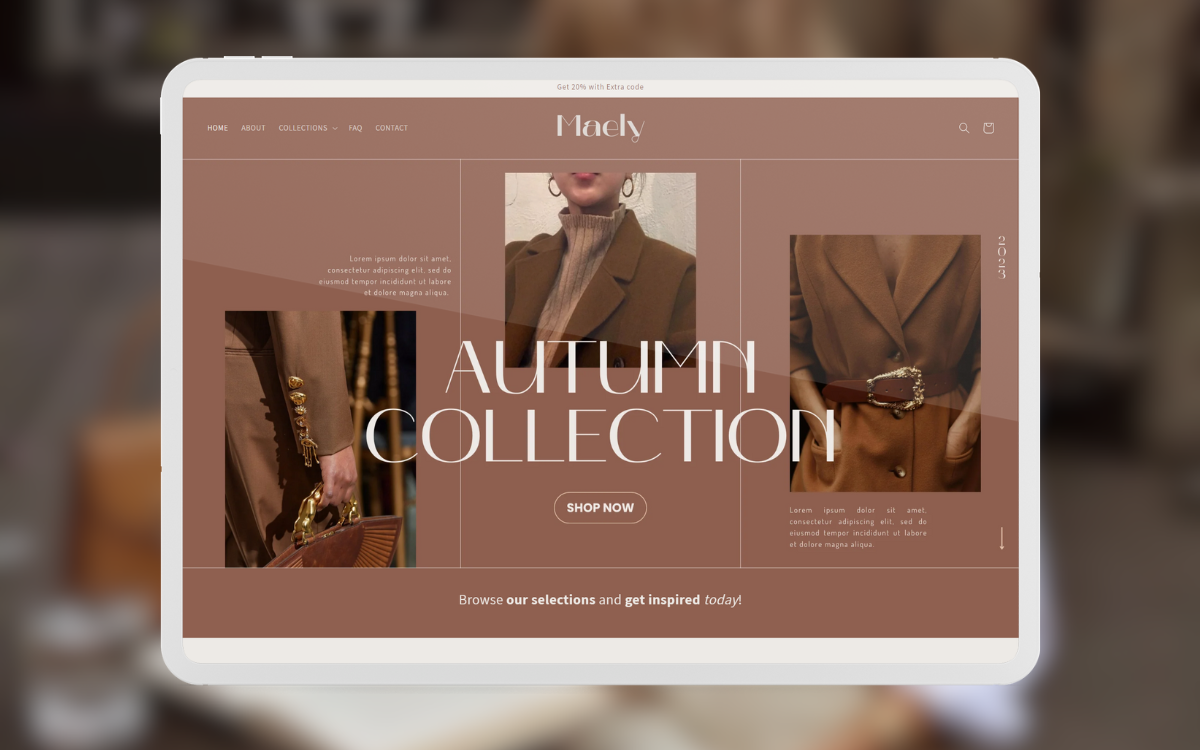 Get 20% with Extra code
HOME ABOUT COLLECTIONS FAQ CONTACT
Maely
Lorem ipsum dolor sit amet,
consectetur adipiscing elit, sed do
eiusmod tempor incididunt ut labore
et dolore magna aliqua.
2023
AUTUMN
COLLECTION
SHOP NOW
Lorem ipsum dolor sit amet,
consectetur adipiscing elit, sed do
eiusmod tempor incididunt ut labore
et dolore magna aliqua.
Browse our selections and get inspired today!